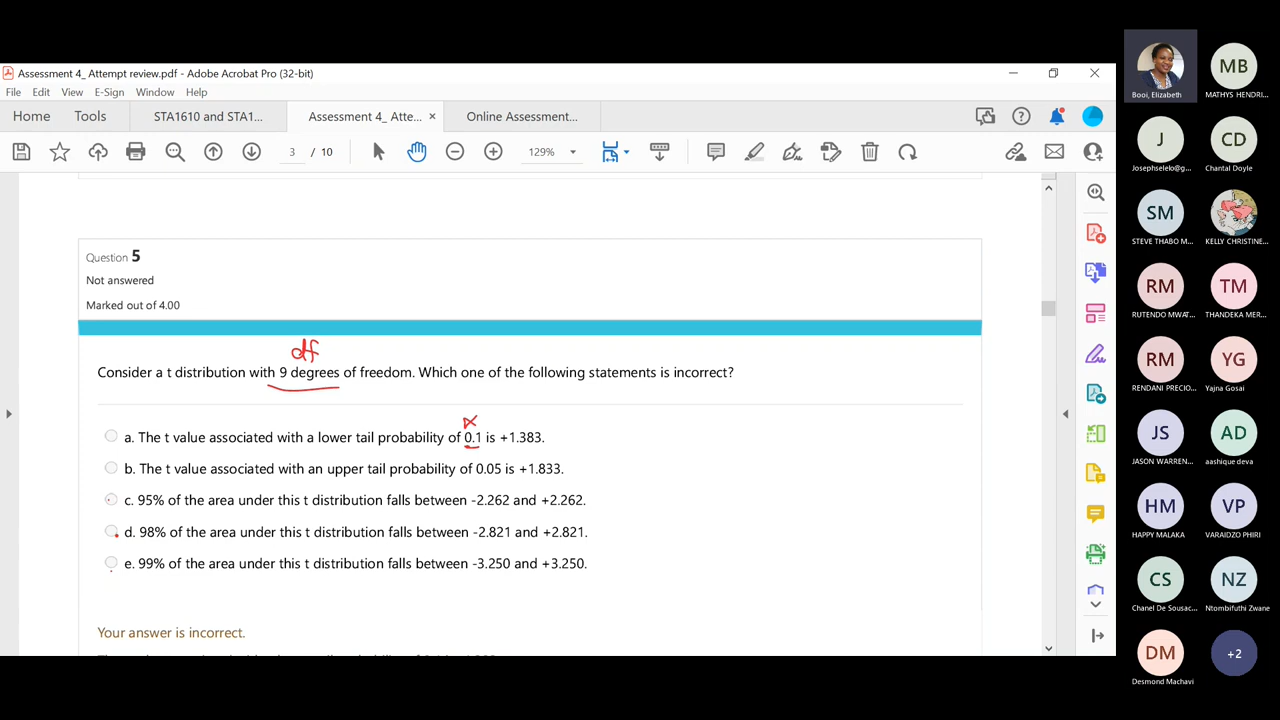 Assessment 4_ Attempt review.pdf - Adobe Acrobat Pro (32-bit)
File Edit View E-Sign Window Help
Home Tools STA1610 and STA1... Assessment 4_ Atte... × Online Assessment...
3 / 10 129%
Question 5
Not answered
Marked out of 4.00
df
Consider a t distribution with 9 degrees of freedom. Which one of the following statements is incorrect?
α
a. The t value associated with a lower tail probability of 0.1 is +1.383.
b. The t value associated with an upper tail probability of 0.05 is +1.833.
c. 95% of the area under this t distribution falls between -2.262 and +2.262.
d. 98% of the area under this t distribution falls between -2.821 and +2.821.
e. 99% of the area under this t distribution falls between -3.250 and +3.250.
Your answer is incorrect.
Booi, Elizabeth
MB
MATHYS HENDRI...
J
Josephselelo@g...
CD
Chantal Doyle
SM
STEVE THABO M...
KELLY CHRISTINE...
RM
RUTENDO MWAT...
TM
THANDEKA MER...
RM
RENDANI PRECIO...
YG
Yajna Gosai
JS
JASON WARREN...
AD
aashique deva
HM
HAPPY MALAKA
VP
VARAIDZO PHIRI
CS
Chanel De Sousac...
NZ
Ntombifuthi Zwane
DM
Desmond Machavi
+2